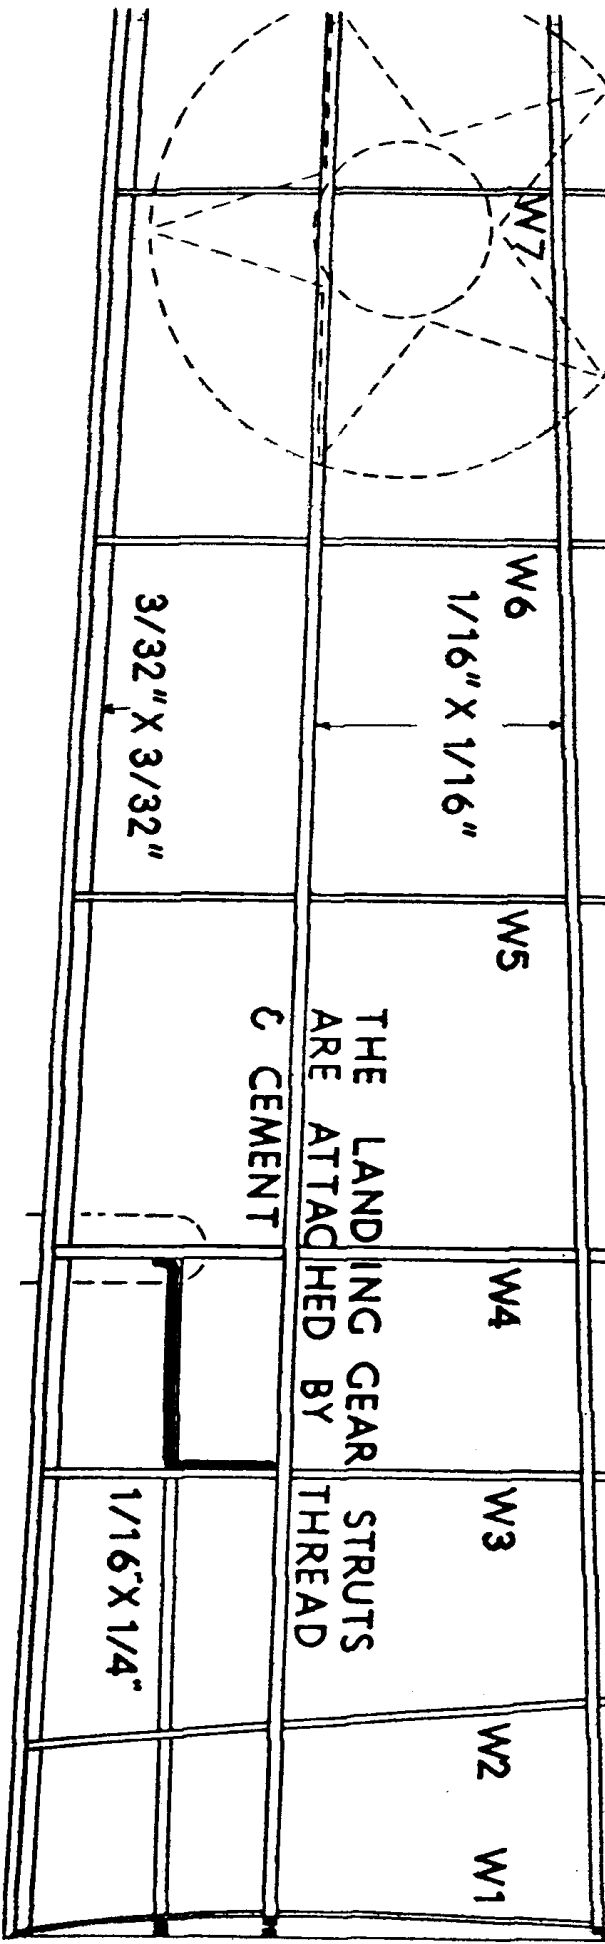 W7
W6
1/16" X 1/16"
3/32" X 3/32"
W5
THE LANDING GEAR STRUTS
ARE ATTACHED BY THREAD
& CEMENT
W4
W3
1/16" X 1/4"
W2
W1